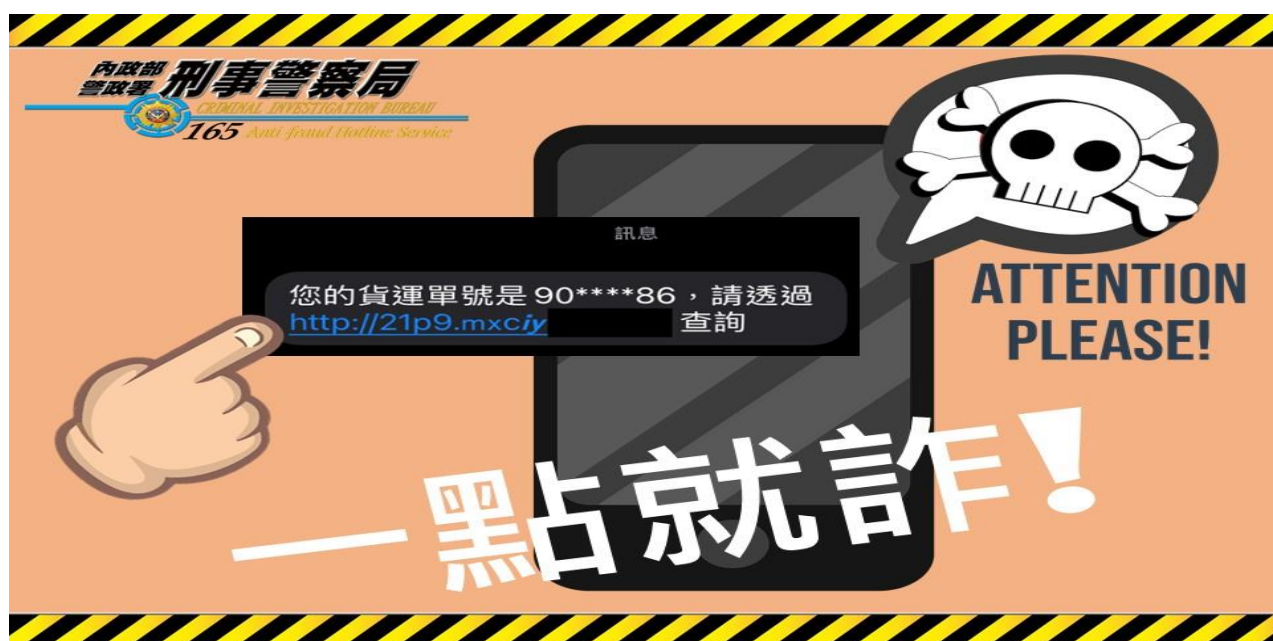 內政部
警政署 刑事警察局
CRIMINAL INVESTIGATION BUREAU
165 Anti-fraud Hotline Service
訊息
您的貨運單號是 90****86，請透過
http://21p9.mxciy 查詢
ATTENTION
PLEASE!
一點就詐!